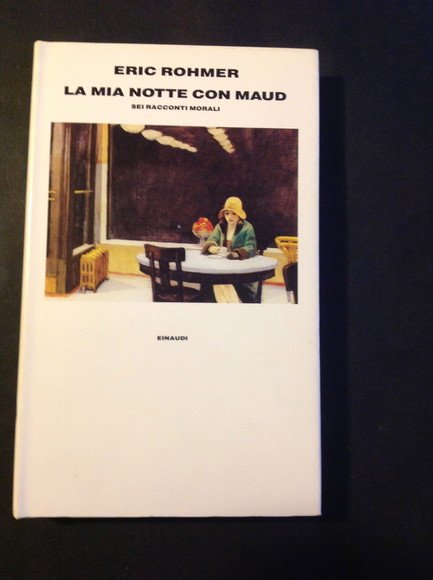 ERIC ROHMER
LA MIA NOTTE CON MAUD
SEI RACCONTI MORALI
EINAUDI